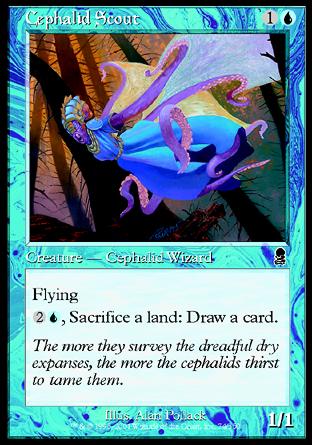 Cephalid Scout 1
Creature — Cephalid Wizard
Flying
2, Sacrifice a land: Draw a card.
The more they survey the dreadful dry
expanses, the more the cephalids thirst
to tame them.
Illus. Alan Pollack
1/1